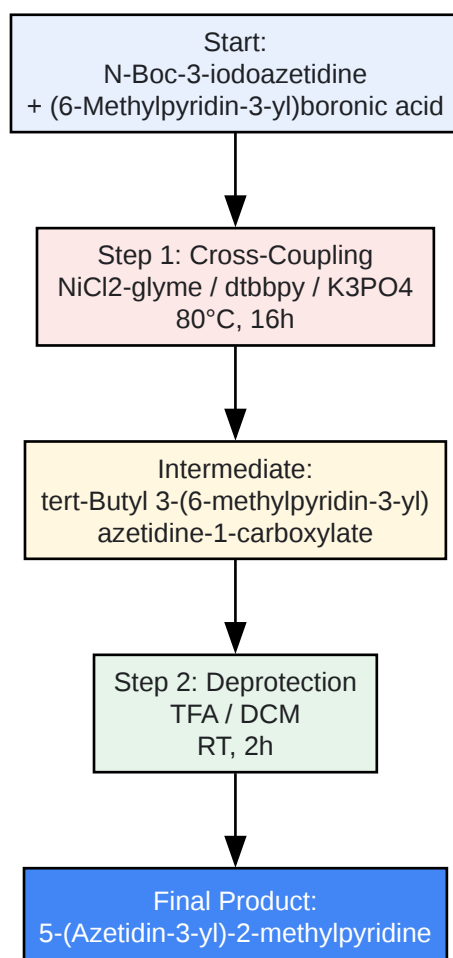 Start:
N-Boc-3-iodoazetidine
+ (6-Methylpyridin-3-yl)boronic acid
Step 1: Cross-Coupling
NiCl2-glyme / dtbbpy / K3PO4
80°C, 16h
Intermediate:
tert-Butyl 3-(6-methylpyridin-3-yl)
azetidine-1-carboxylate
Step 2: Deprotection
TFA / DCM
RT, 2h
Final Product:
5-(Azetidin-3-yl)-2-methylpyridine